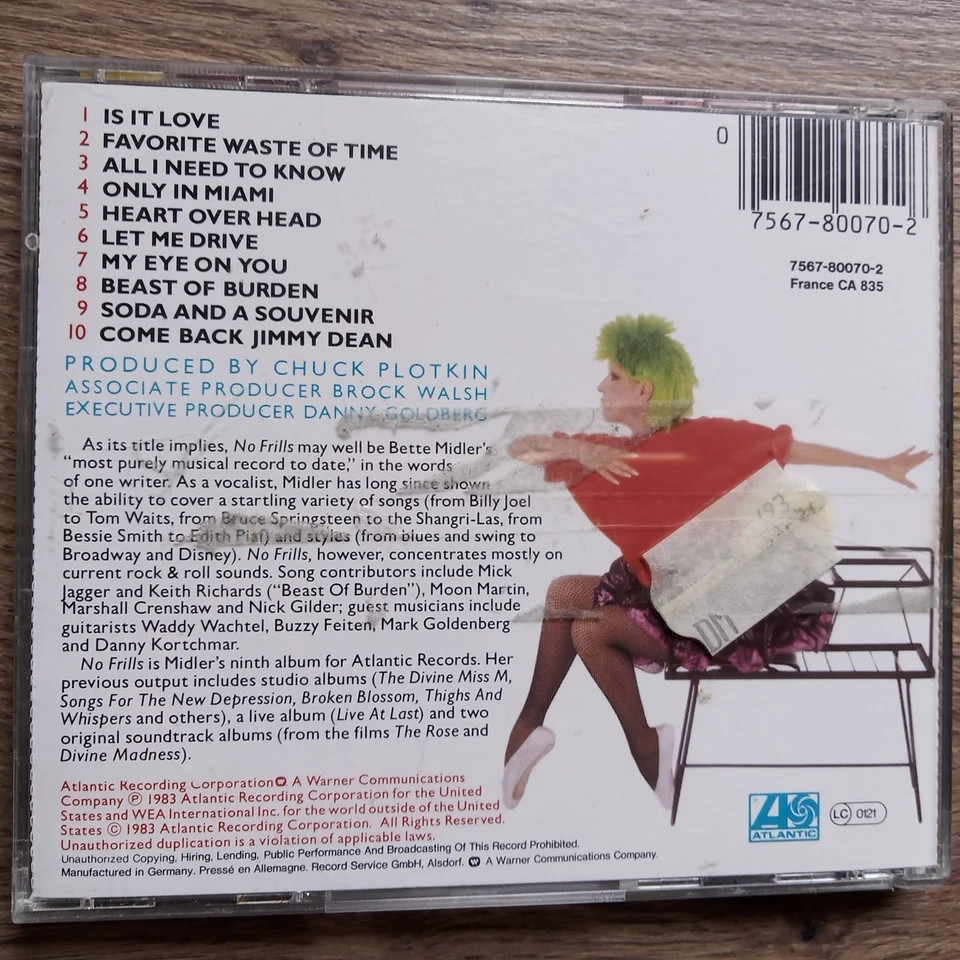 1 IS IT LOVE
2 FAVORITE WASTE OF TIME
3 ALL I NEED TO KNOW
4 ONLY IN MIAMI
5 HEART OVER HEAD
6 LET ME DRIVE
7 MY EYE ON YOU
8 BEAST OF BURDEN
9 SODA AND A SOUVENIR
10 COME BACK JIMMY DEAN
PRODUCED BY CHUCK PLOTKIN
ASSOCIATE PRODUCER BROCK WALSH
EXECUTIVE PRODUCER DANNY GOLDBERG
As its title implies, No Frills may well be Bette Midler's
"most purely musical record to date," in the words
of one writer. As a vocalist, Midler has long since shown
the ability to cover a startling variety of songs (from Billy Joel
to Tom Waits, from Bruce Springsteen to the Shangri-Las, from
Bessie Smith to Edith Piaf) and styles (from blues and swing to
Broadway and Disney). No Frills, however, concentrates mostly on
current rock & roll sounds. Song contributors include Mick
Jagger and Keith Richards ("Beast Of Burden"), Moon Martin,
Marshall Crenshaw and Nick Gilder; guest musicians include
guitarists Waddy Wachtel, Buzzy Feiten, Mark Goldenberg
and Danny Kortchmar.
No Frills is Midler's ninth album for Atlantic Records. Her
previous output includes studio albums (The Divine Miss M,
Songs For The New Depression, Broken Blossom, Thighs And
Whispers and others), a live album (Live At Last) and two
original soundtrack albums (from the films The Rose and
Divine Madness).
Atlantic Recording Corporation A Warner Communications
Company ℗ 1983 Atlantic Recording Corporation for the United
States and WEA International Inc. for the world outside of the United
States © 1983 Atlantic Recording Corporation. All Rights Reserved.
Unauthorized duplication is a violation of applicable laws.
Unauthorized Copying, Hiring, Lending, Public Performance And Broadcasting Of This Record Prohibited.
Manufactured in Germany. Pressé en Allemagne. Record Service GmbH, Alsdorf. A Warner Communications Company.
0
7567-80070-2
7567-80070-2
France CA 835
193
DM
ATLANTIC
LC 0121